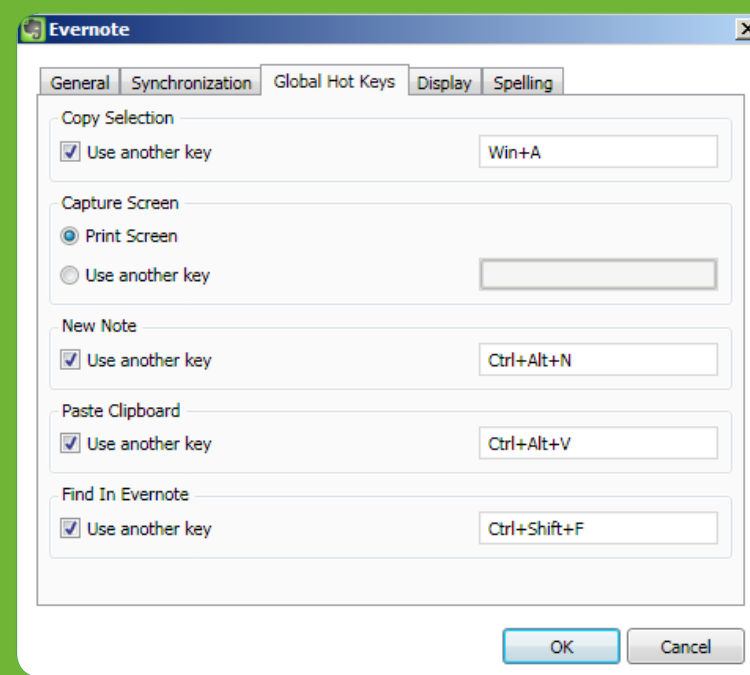 Evernote
General Synchronization Global Hot Keys Display Spelling
Copy Selection
Use another key Win+A
Capture Screen
Print Screen
Use another key
New Note
Use another key Ctrl+Alt+N
Paste Clipboard
Use another key Ctrl+Alt+V
Find In Evernote
Use another key Ctrl+Shift+F
OK Cancel